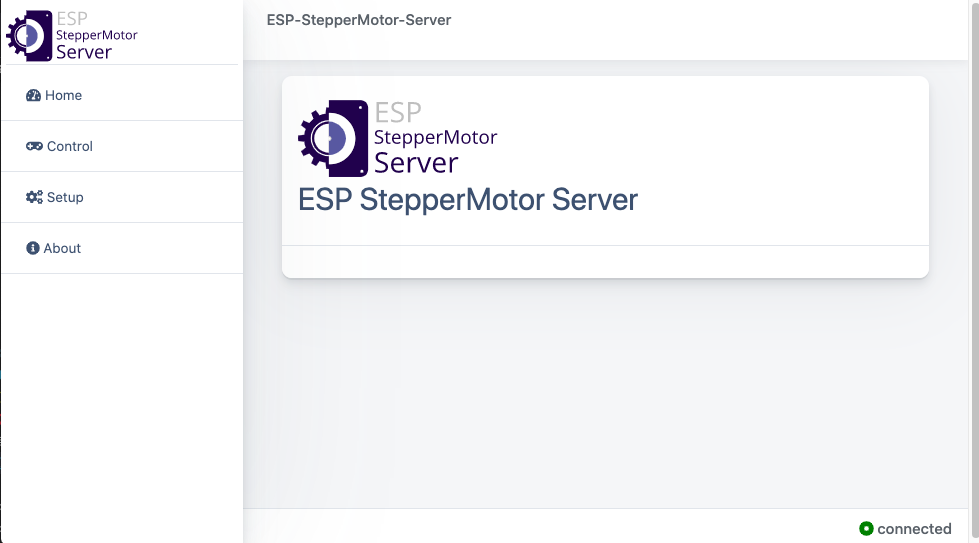 ESP
StepperMotor
Server
Home
Control
Setup
About
ESP-StepperMotor-Server
ESP
StepperMotor
Server
ESP StepperMotor Server
connected